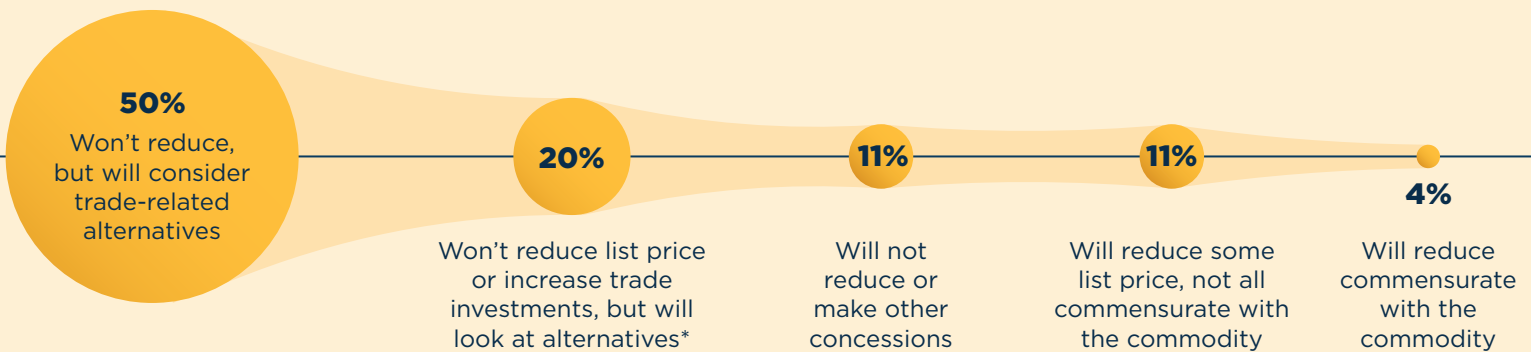 50%
Won’t reduce,
but will consider
trade-related
alternatives
20%
Won’t reduce list price
or increase trade
investments, but will
look at alternatives*
11%
Will not
reduce or
make other
concessions
11%
Will reduce some
list price, not all
commensurate with
the commodity
4%
Will reduce
commensurate
with the
commodity